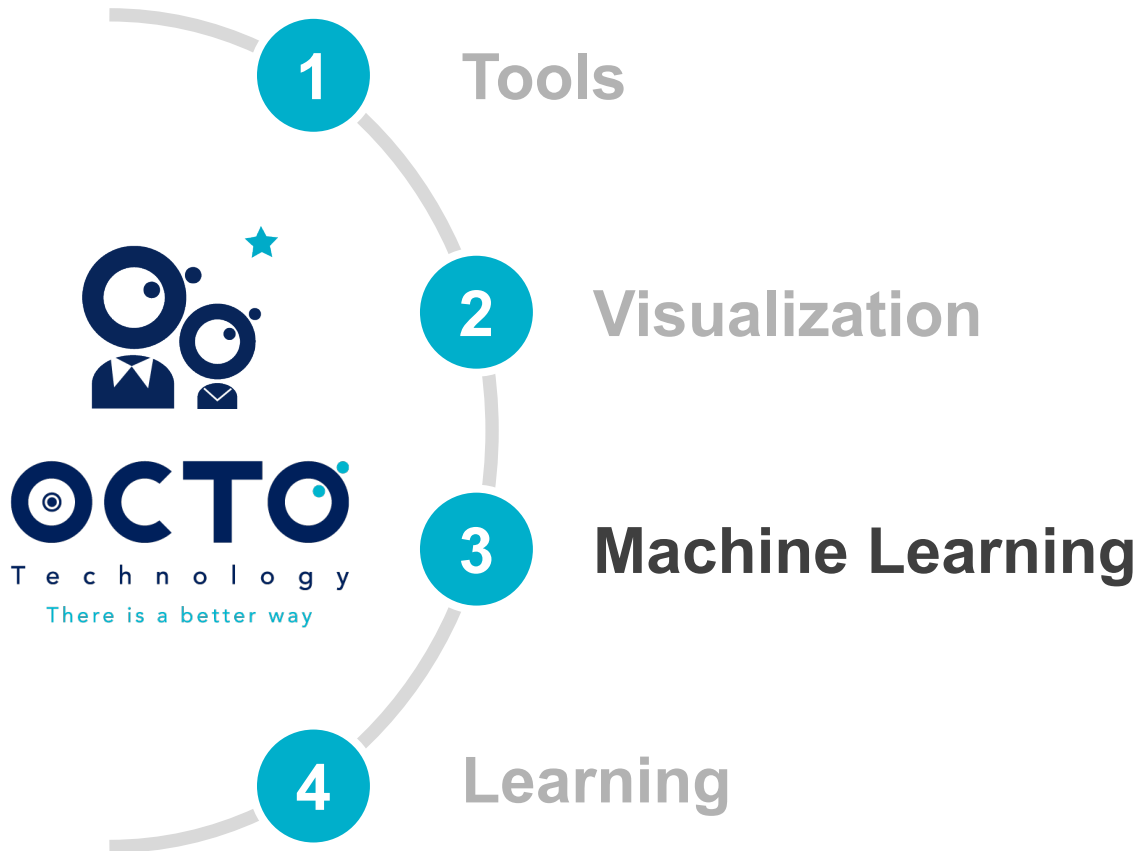 1 Tools
2 Visualization
OCTO
Technology
There is a better way
3 Machine Learning
4 Learning